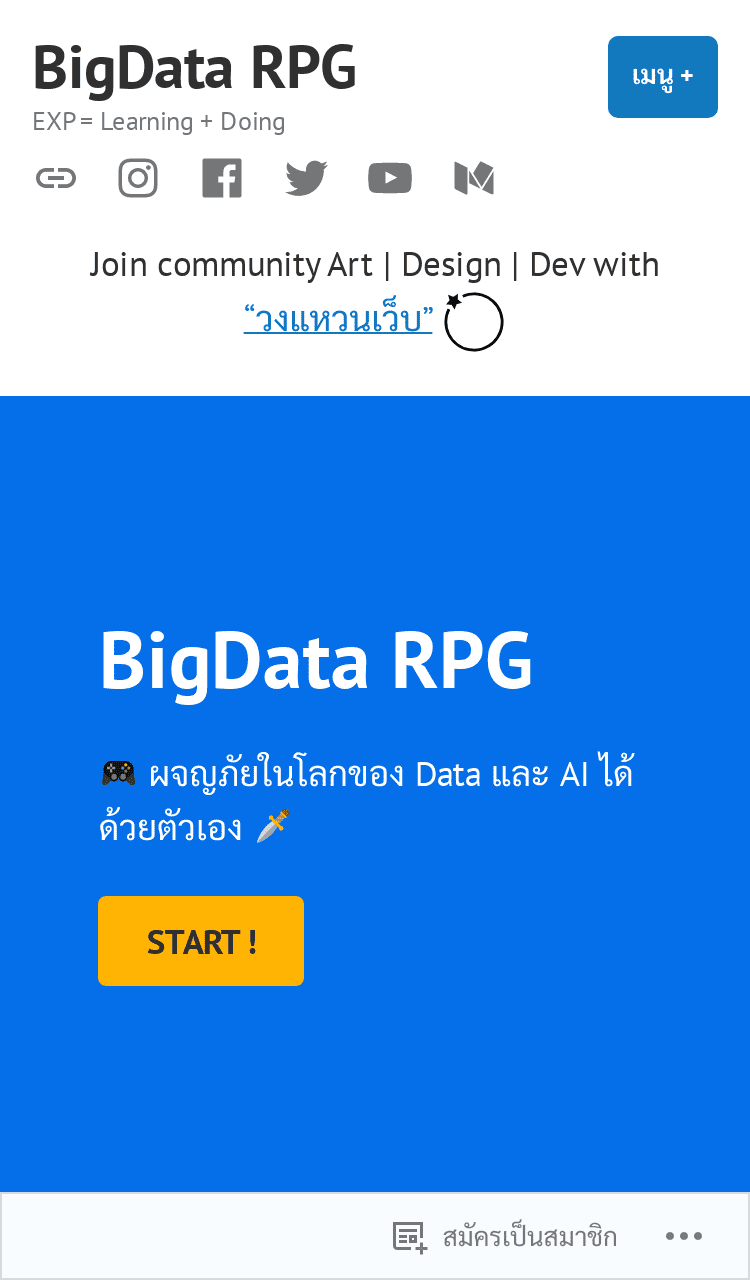 BigData RPG
เมนู +
EXP = Learning + Doing
Join community Art | Design | Dev with
“วงแหวนเว็บ”
BigData RPG
🎮 ผจญภัยในโลกของ Data และ AI ได้
ด้วยตัวเอง 🗡️
START !
สมัครเป็นสมาชิก